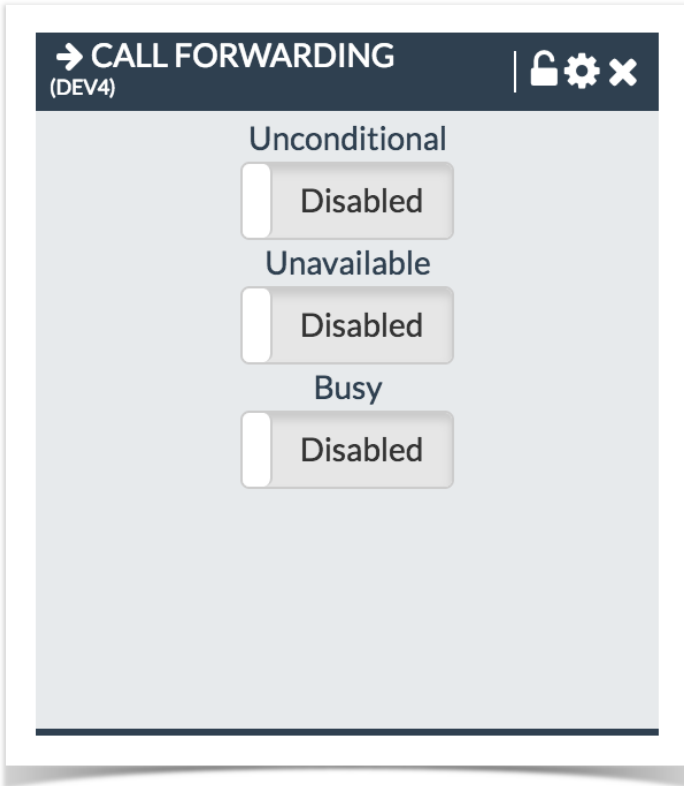 CALL FORWARDING
(DEV4)
Unconditional
Disabled
Unavailable
Disabled
Busy
Disabled